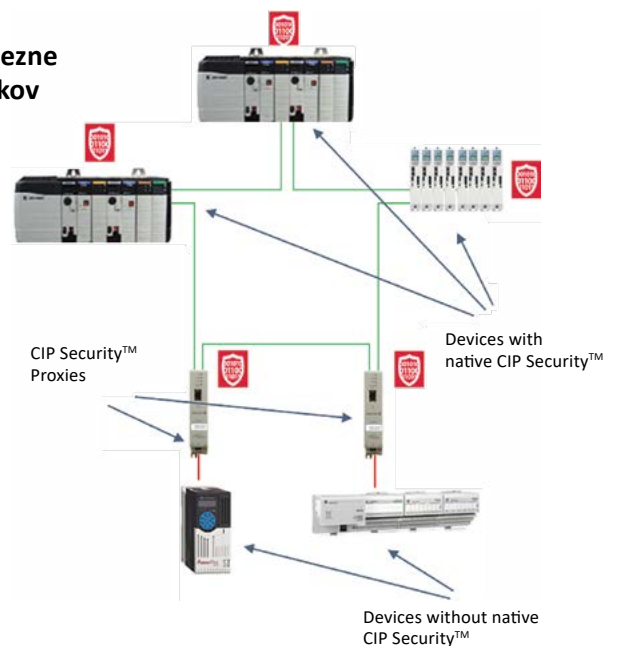 ezne
kov
CIP Security™
Proxies
Devices with
native CIP Security™
Devices without native
CIP Security™